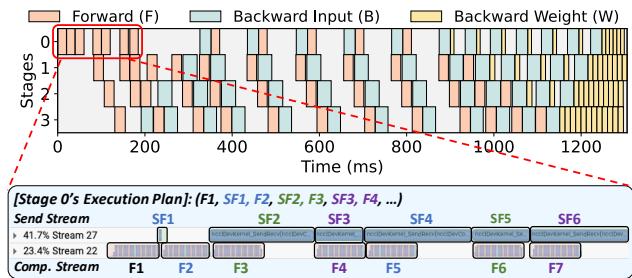 Forward (F) Backward Input (B) Backward Weight (W)
Stages
0
1
2
3
200 400 600 800 1000 1200
Time (ms)
[Stage 0's Execution Plan]: (F1, SF1, F2, SF2, F3, SF3, F4, …)
Send Stream SF1 SF2 SF3 SF4 SF5 SF6
41.7% Stream 27
23.4% Stream 22
Comp. Stream F1 F2 F3 F4 F5 F6 F7